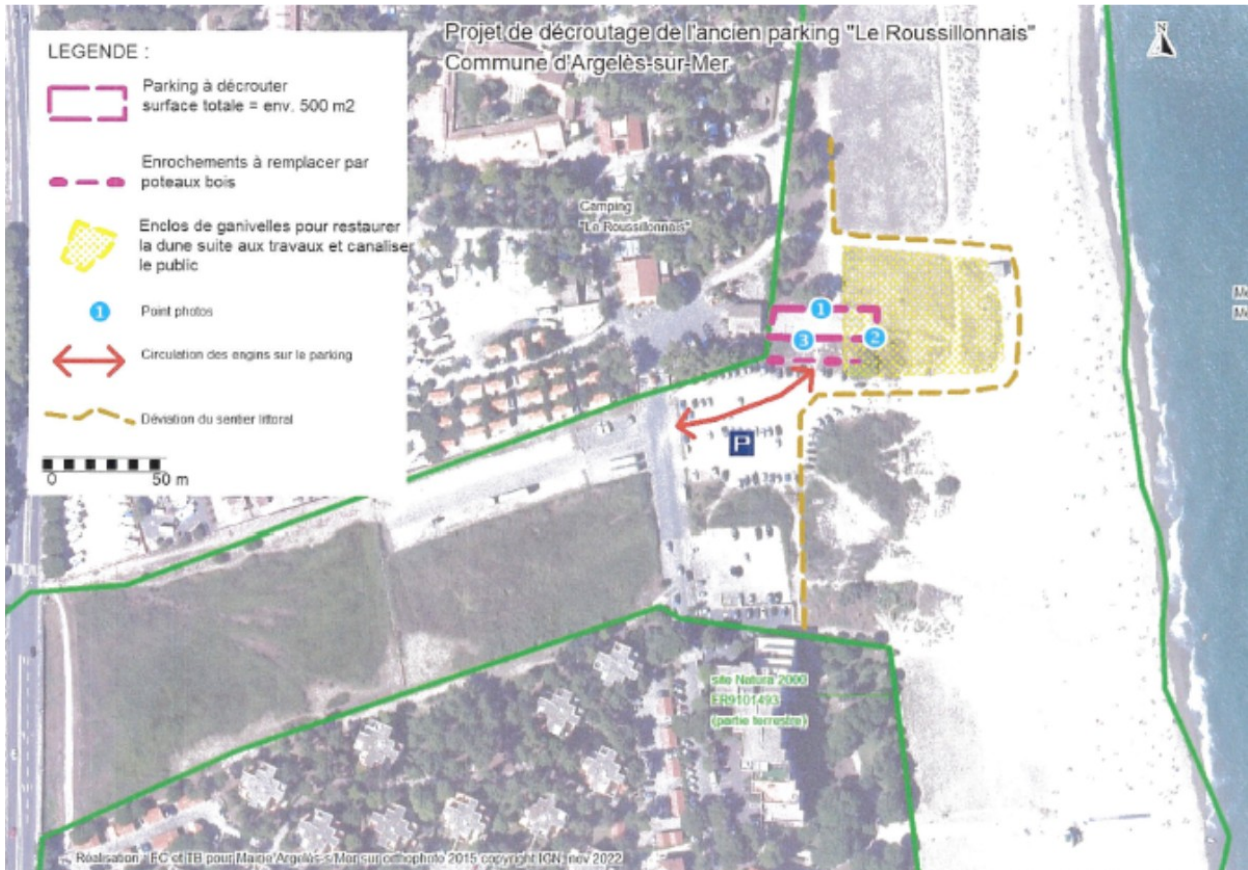 Projet de décroutage de l'ancien parking "Le Roussillonnais"
Commune d'Argelès-sur-Mer
N
LEGENDE :
Parking à décrouter
surface totale = env. 500 m2
Enrochements à remplacer par
poteaux bois
Enclos de ganivelles pour restaurer
la dune suite aux travaux et canaliser
le public
1
Point photos
Circulation des engins sur le parking
Déviation du sentier littoral
0
50 m
Camping
"Le Roussillonnais"
1
2
3
P
site Natura 2000
FR9101493
(partie terrestre)
Réalisation : FC et TB pour Mairie Argelès-s-Mer sur orthophoto 2015 copyright IGN, nov 2022